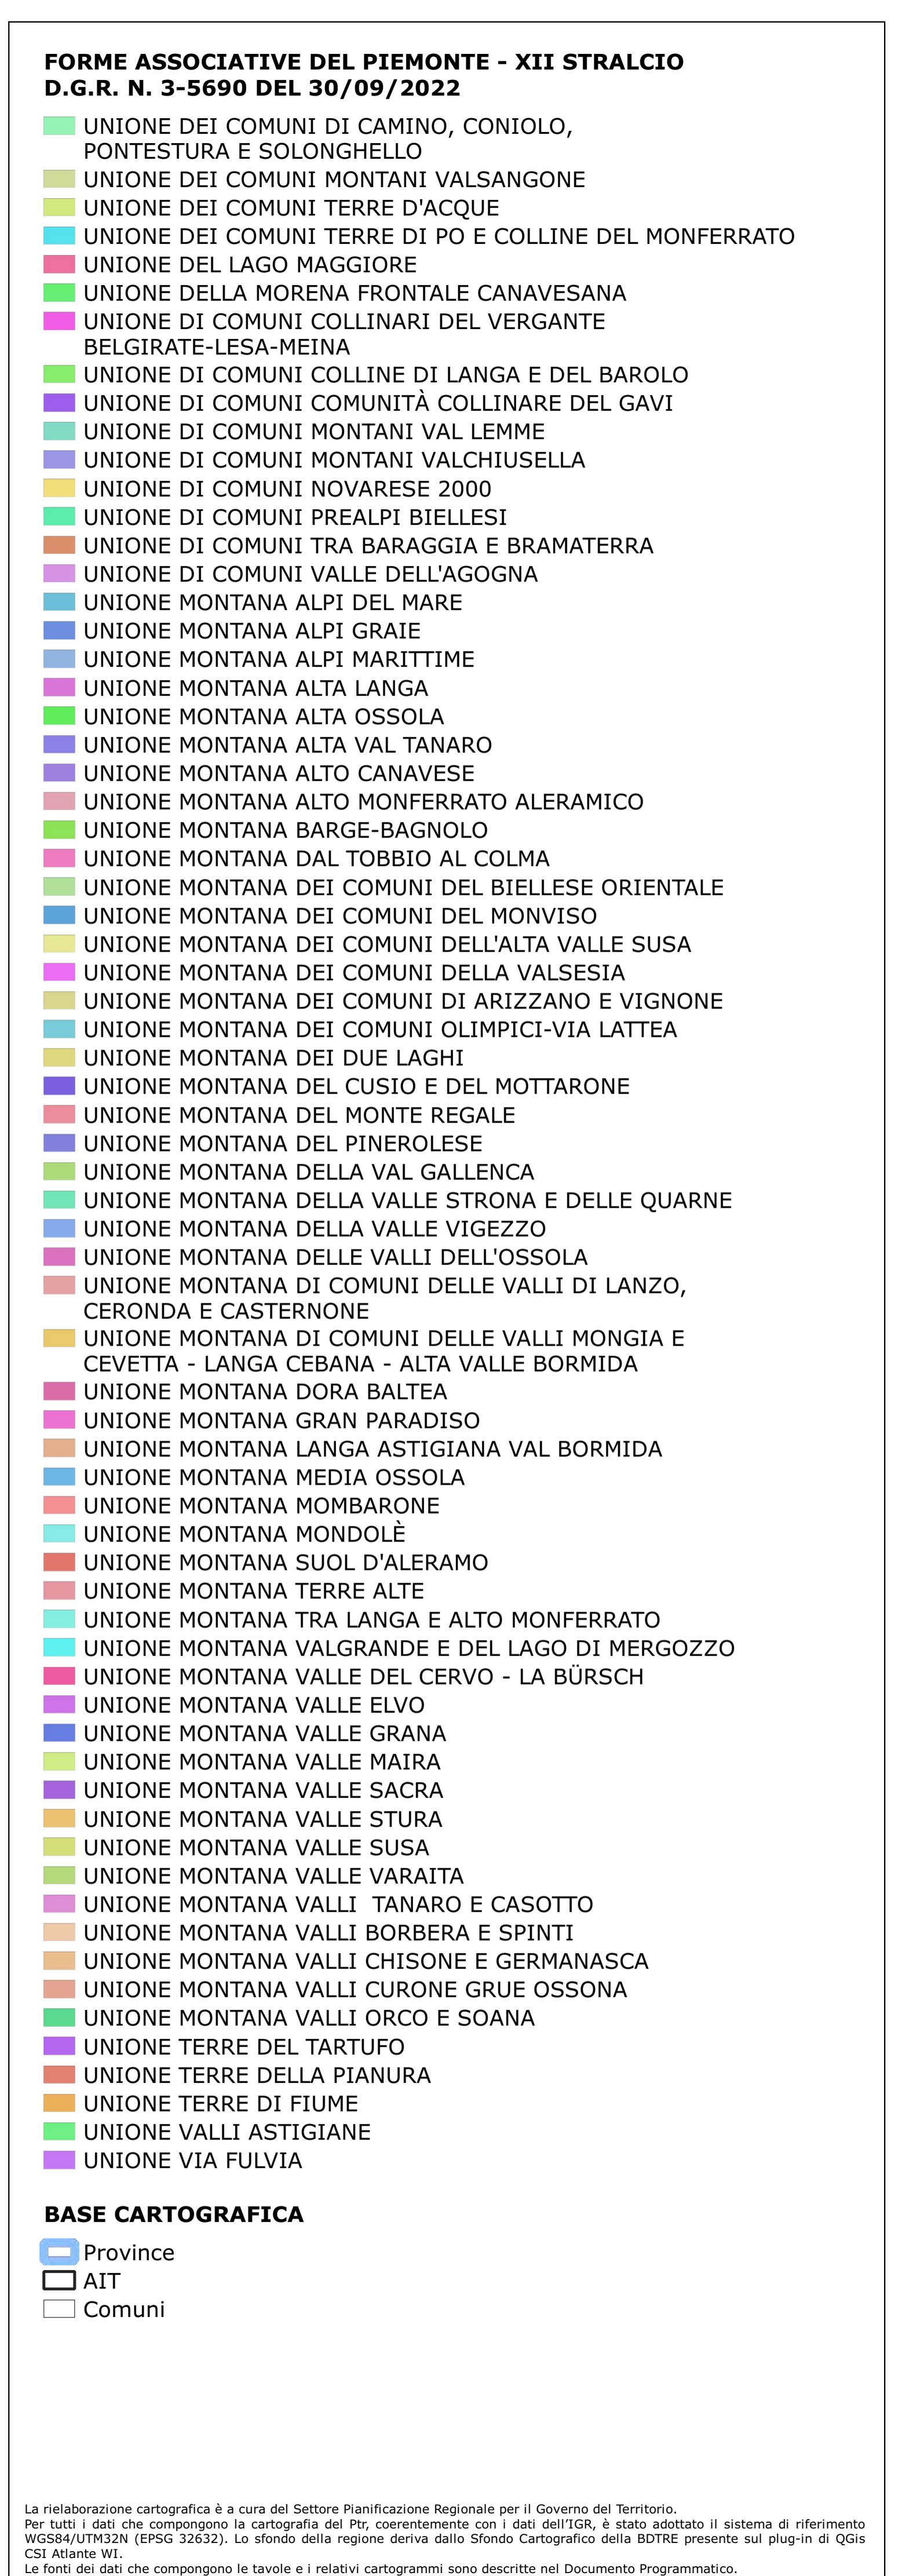 FORME ASSOCIATIVE DEL PIEMONTE - XII STRALCIO
D.G.R. N. 3-5690 DEL 30/09/2022
UNIONE DEI COMUNI DI CAMINO, CONIOLO,
PONTESTURA E SOLONGHELLO
UNIONE DEI COMUNI MONTANI VALSANGONE
UNIONE DEI COMUNI TERRE D'ACQUE
UNIONE DEI COMUNI TERRE DI PO E COLLINE DEL MONFERRATO
UNIONE DEL LAGO MAGGIORE
UNIONE DELLA MORENA FRONTALE CANAVESANA
UNIONE DI COMUNI COLLINARI DEL VERGANTE
BELGIRATE-LESA-MEINA
UNIONE DI COMUNI COLLINE DI LANGA E DEL BAROLO
UNIONE DI COMUNI COMUNITÀ COLLINARE DEL GAVI
UNIONE DI COMUNI MONTANI VAL LEMME
UNIONE DI COMUNI MONTANI VALCHIUSELLA
UNIONE DI COMUNI NOVARESE 2000
UNIONE DI COMUNI PREALPI BIELLESI
UNIONE DI COMUNI TRA BARAGGIA E BRAMATERRA
UNIONE DI COMUNI VALLE DELL'AGOGNA
UNIONE MONTANA ALPI DEL MARE
UNIONE MONTANA ALPI GRAIE
UNIONE MONTANA ALPI MARITTIME
UNIONE MONTANA ALTA LANGA
UNIONE MONTANA ALTA OSSOLA
UNIONE MONTANA ALTA VAL TANARO
UNIONE MONTANA ALTO CANAVESE
UNIONE MONTANA ALTO MONFERRATO ALERAMICO
UNIONE MONTANA BARGE-BAGNOLO
UNIONE MONTANA DAL TOBBIO AL COLMA
UNIONE MONTANA DEI COMUNI DEL BIELLESE ORIENTALE
UNIONE MONTANA DEI COMUNI DEL MONVISO
UNIONE MONTANA DEI COMUNI DELL'ALTA VALLE SUSA
UNIONE MONTANA DEI COMUNI DELLA VALSESIA
UNIONE MONTANA DEI COMUNI DI ARIZZANO E VIGNONE
UNIONE MONTANA DEI COMUNI OLIMPICI-VIA LATTEA
UNIONE MONTANA DEI DUE LAGHI
UNIONE MONTANA DEL CUSIO E DEL MOTTARONE
UNIONE MONTANA DEL MONTE REGALE
UNIONE MONTANA DEL PINEROLESE
UNIONE MONTANA DELLA VAL GALLENCA
UNIONE MONTANA DELLA VALLE STRONA E DELLE QUARNE
UNIONE MONTANA DELLA VALLE VIGEZZO
UNIONE MONTANA DELLE VALLI DELL'OSSOLA
UNIONE MONTANA DI COMUNI DELLE VALLI DI LANZO,
CERONDA E CASTERNONE
UNIONE MONTANA DI COMUNI DELLE VALLI MONGIA E
CEVETTA - LANGA CEBANA - ALTA VALLE BORMIDA
UNIONE MONTANA DORA BALTEA
UNIONE MONTANA GRAN PARADISO
UNIONE MONTANA LANGA ASTIGIANA VAL BORMIDA
UNIONE MONTANA MEDIA OSSOLA
UNIONE MONTANA MOMBARONE
UNIONE MONTANA MONDOLÈ
UNIONE MONTANA SUOL D'ALERAMO
UNIONE MONTANA TERRE ALTE
UNIONE MONTANA TRA LANGA E ALTO MONFERRATO
UNIONE MONTANA VALGRANDE E DEL LAGO DI MERGOZZO
UNIONE MONTANA VALLE DEL CERVO - LA BÜRSCH
UNIONE MONTANA VALLE ELVO
UNIONE MONTANA VALLE GRANA
UNIONE MONTANA VALLE MAIRA
UNIONE MONTANA VALLE SACRA
UNIONE MONTANA VALLE STURA
UNIONE MONTANA VALLE SUSA
UNIONE MONTANA VALLE VARAITA
UNIONE MONTANA VALLI  TANARO E CASOTTO
UNIONE MONTANA VALLI BORBERA E SPINTI
UNIONE MONTANA VALLI CHISONE E GERMANASCA
UNIONE MONTANA VALLI CURONE GRUE OSSONA
UNIONE MONTANA VALLI ORCO E SOANA
UNIONE TERRE DEL TARTUFO
UNIONE TERRE DELLA PIANURA
UNIONE TERRE DI FIUME
UNIONE VALLI ASTIGIANE
UNIONE VIA FULVIA
BASE CARTOGRAFICA
Province
AIT
Comuni
La rielaborazione cartografica è a cura del Settore Pianificazione Regionale per il Governo del Territorio.
Per tutti i dati che compongono la cartografia del Ptr, coerentemente con i dati dell'IGR, è stato adottato il sistema di riferimento
WGS84/UTM32N (EPSG 32632). Lo sfondo della regione deriva dallo Sfondo Cartografico della BDTRE presente sul plug-in di QGis
CSI Atlante WI.
Le fonti dei dati che compongono le tavole e i relativi cartogrammi sono descritte nel Documento Programmatico.